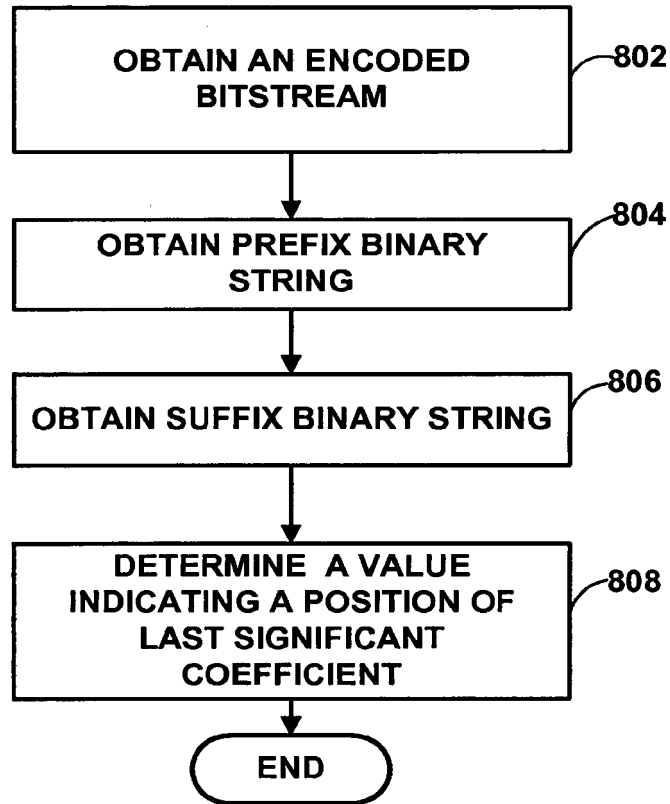 OBTAIN AN ENCODED
BITSTREAM
802
OBTAIN PREFIX BINARY
STRING
804
OBTAIN SUFFIX BINARY STRING
806
DETERMINE A VALUE
INDICATING A POSITION OF
LAST SIGNIFICANT
COEFFICIENT
808
END